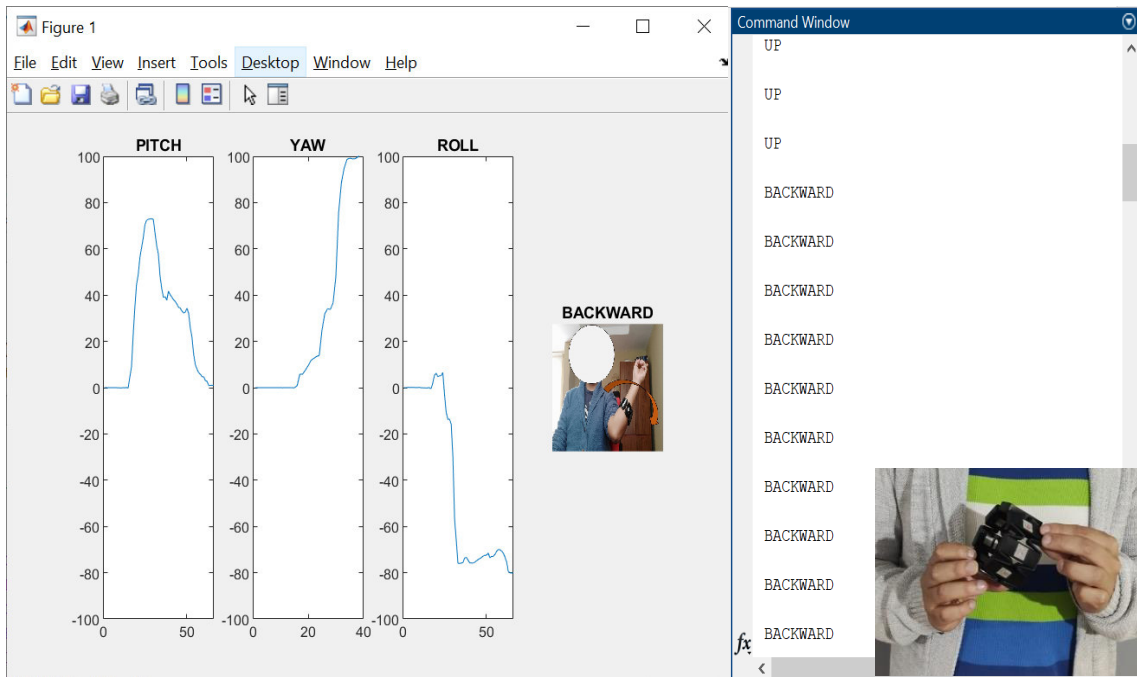 Figure 1
File Edit View Insert Tools Desktop Window Help
PITCH
100
80
60
40
20
0
-20
-40
-60
-80
-100
0 50
YAW
100
80
60
40
20
0
-20
-40
-60
-80
-100
0 20 40
ROLL
100
80
60
40
20
0
-20
-40
-60
-80
-100
0 50
BACKWARD
Command Window
UP
UP
UP
BACKWARD
BACKWARD
BACKWARD
BACKWARD
BACKWARD
BACKWARD
BACKWARD
BACKWARD
BACKWARD
BACKWARD
fx